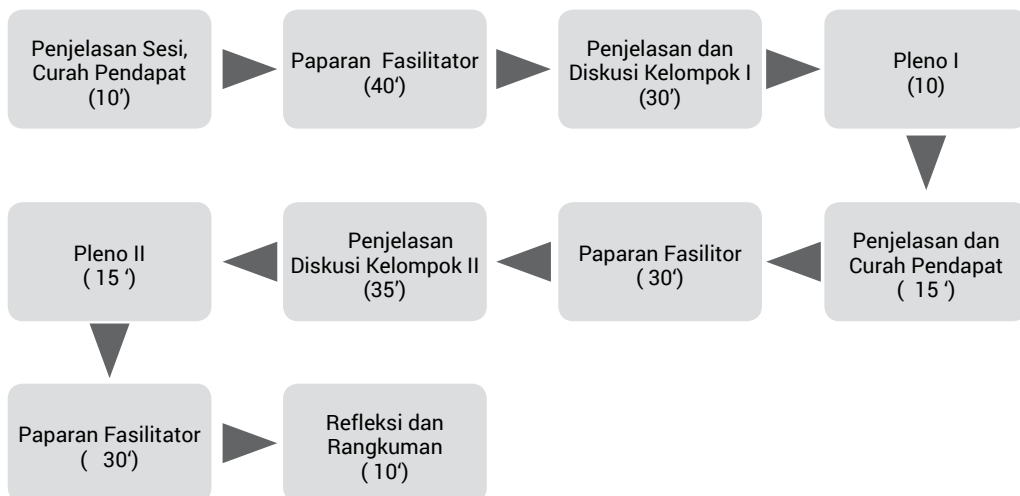 Penjelasan Sesi,
Curah Pendapat
(10’)
Paparan Fasilitator
(40‘)
Penjelasan dan
Diskusi Kelompok I
(30’)
Pleno I
(10)
Penjelasan dan
Curah Pendapat
( 15 ‘)
Paparan Fasilitor
( 30‘)
Penjelasan
Diskusi Kelompok II
(35’)
Pleno II
( 15 ‘)
Paparan Fasilitator
( 30‘)
Refleksi dan
Rangkuman
( 10‘)